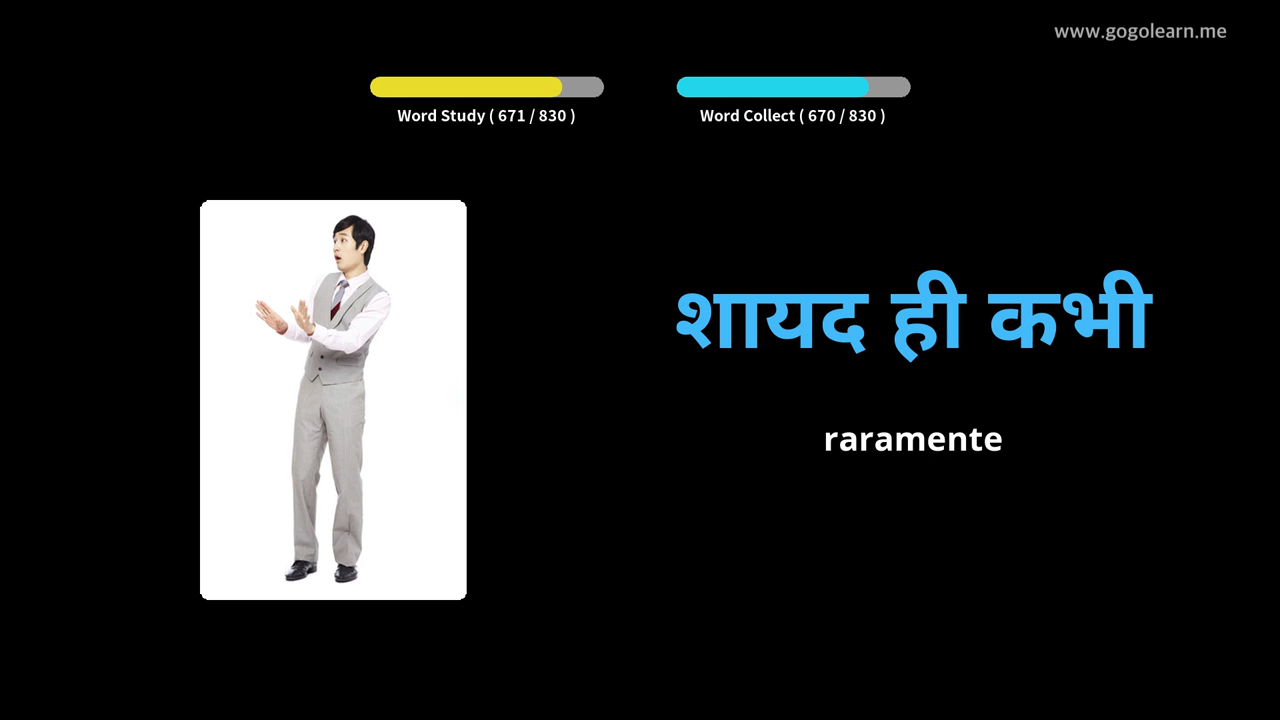 www.gogolearn.me
Word Study ( 671 / 830 )
Word Collect ( 670 / 830 )
शायद ही कभी
raramente